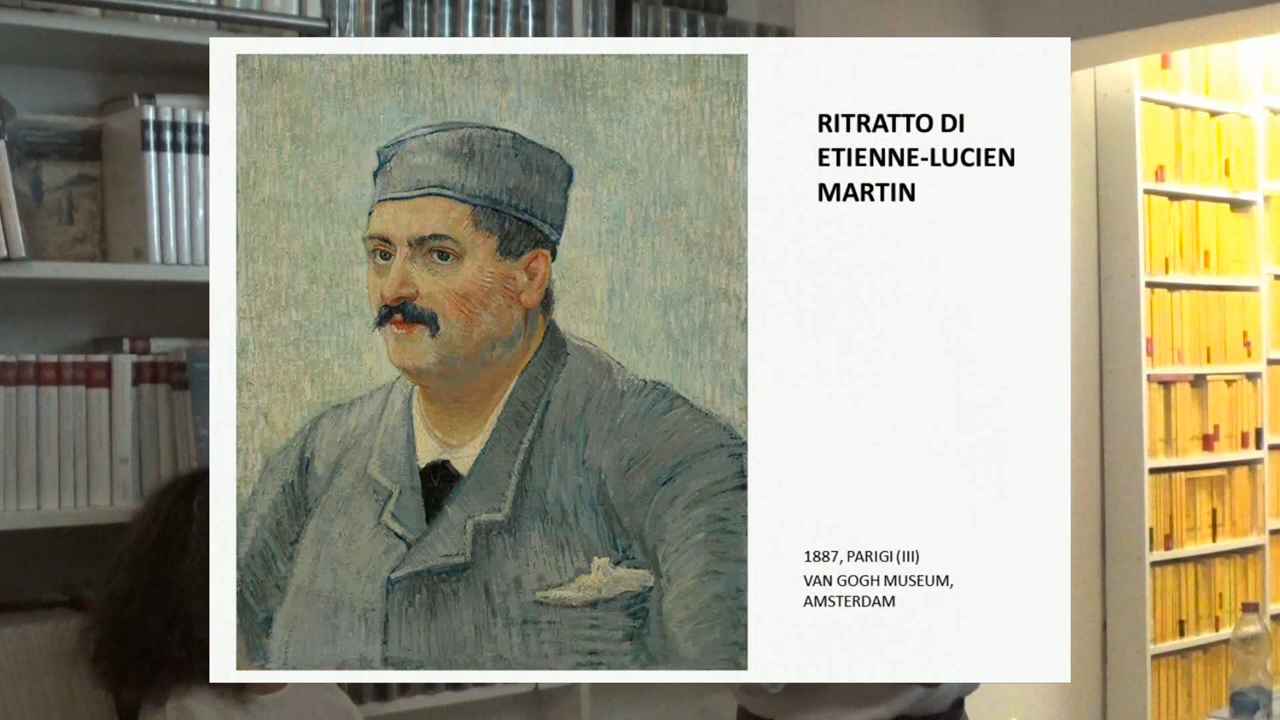 RITRATTO DI
ETIENNE-LUCIEN
MARTIN
1887, PARIGI (III)
VAN GOGH MUSEUM,
AMSTERDAM